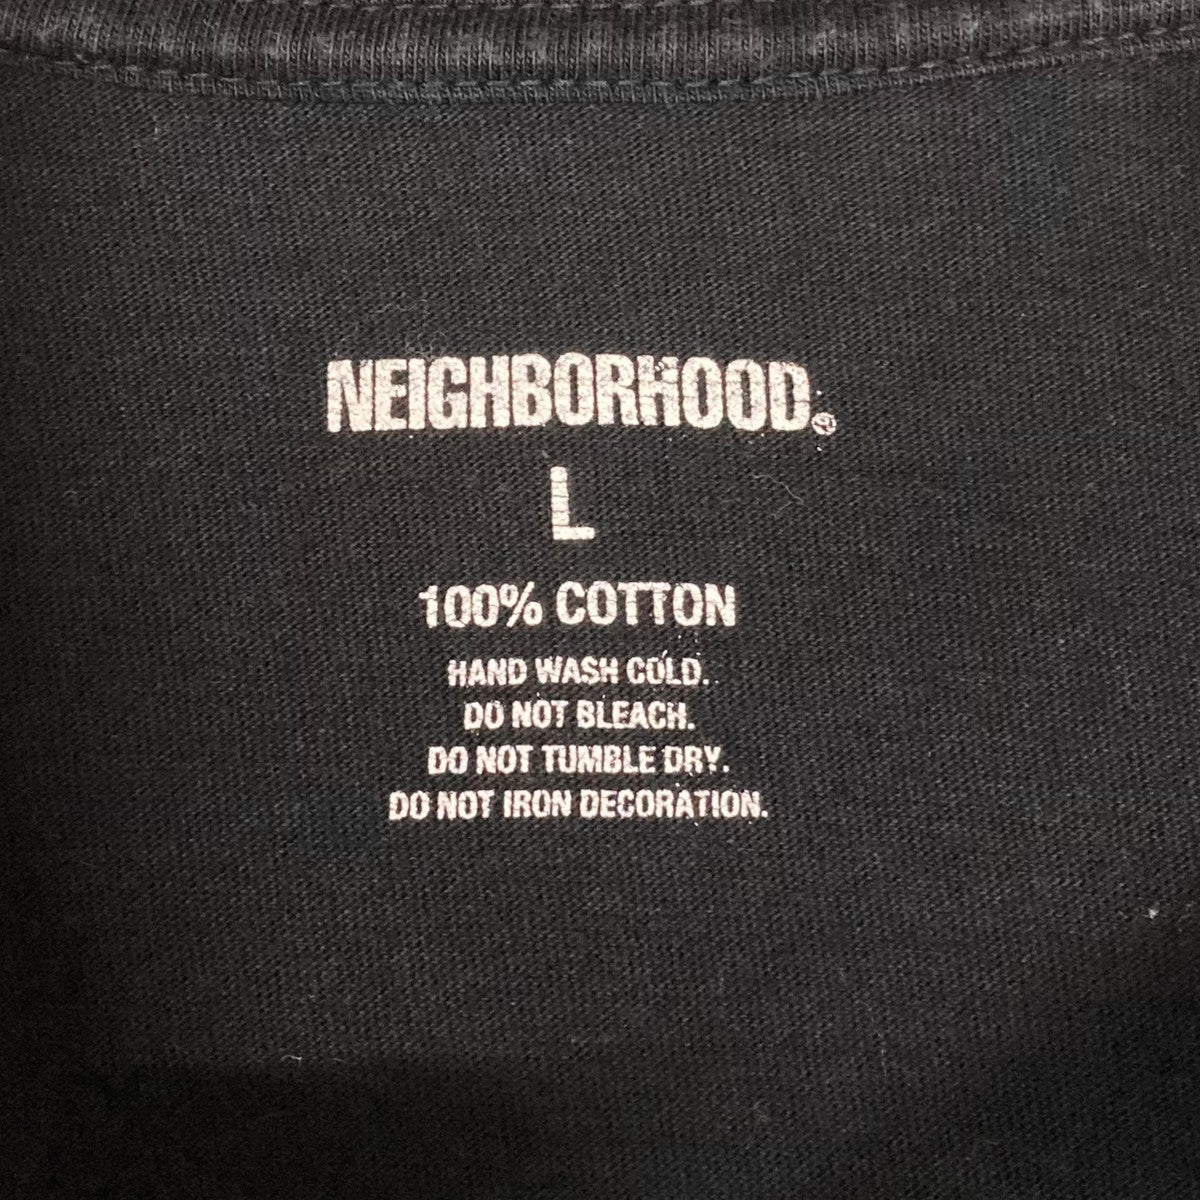 NEIGHBORHOOD®
L
100% COTTON
HAND WASH COLD.
DO NOT BLEACH.
DO NOT TUMBLE DRY.
DO NOT IRON DECORATION.